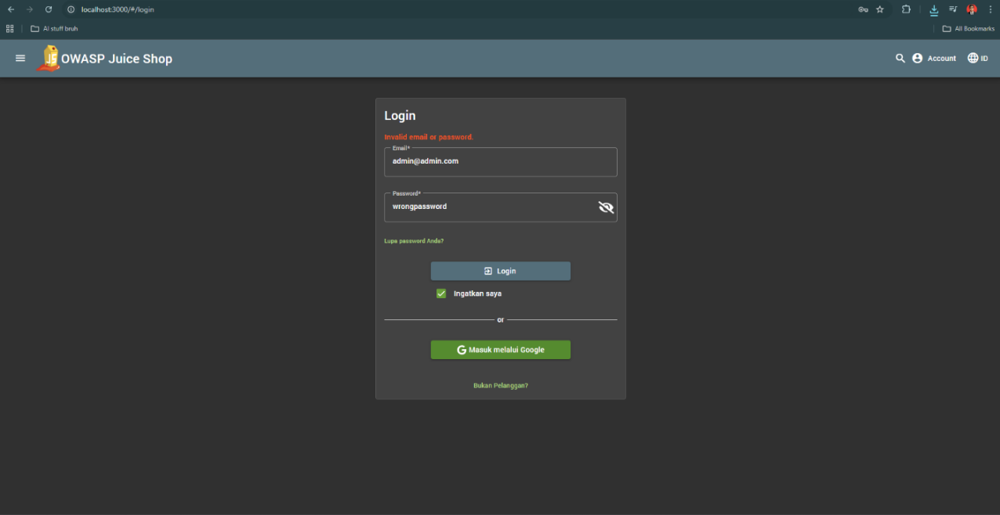 localhost:3000/#/login
AI stuff bruh
All Bookmarks
OWASP Juice Shop
Account
ID
Login
Invalid email or password.
Email*
admin@admin.com
Password*
wrongpassword
Lupa password Anda?
Login
Ingatkan saya
or
Masuk melalui Google
Bukan Pelanggan?